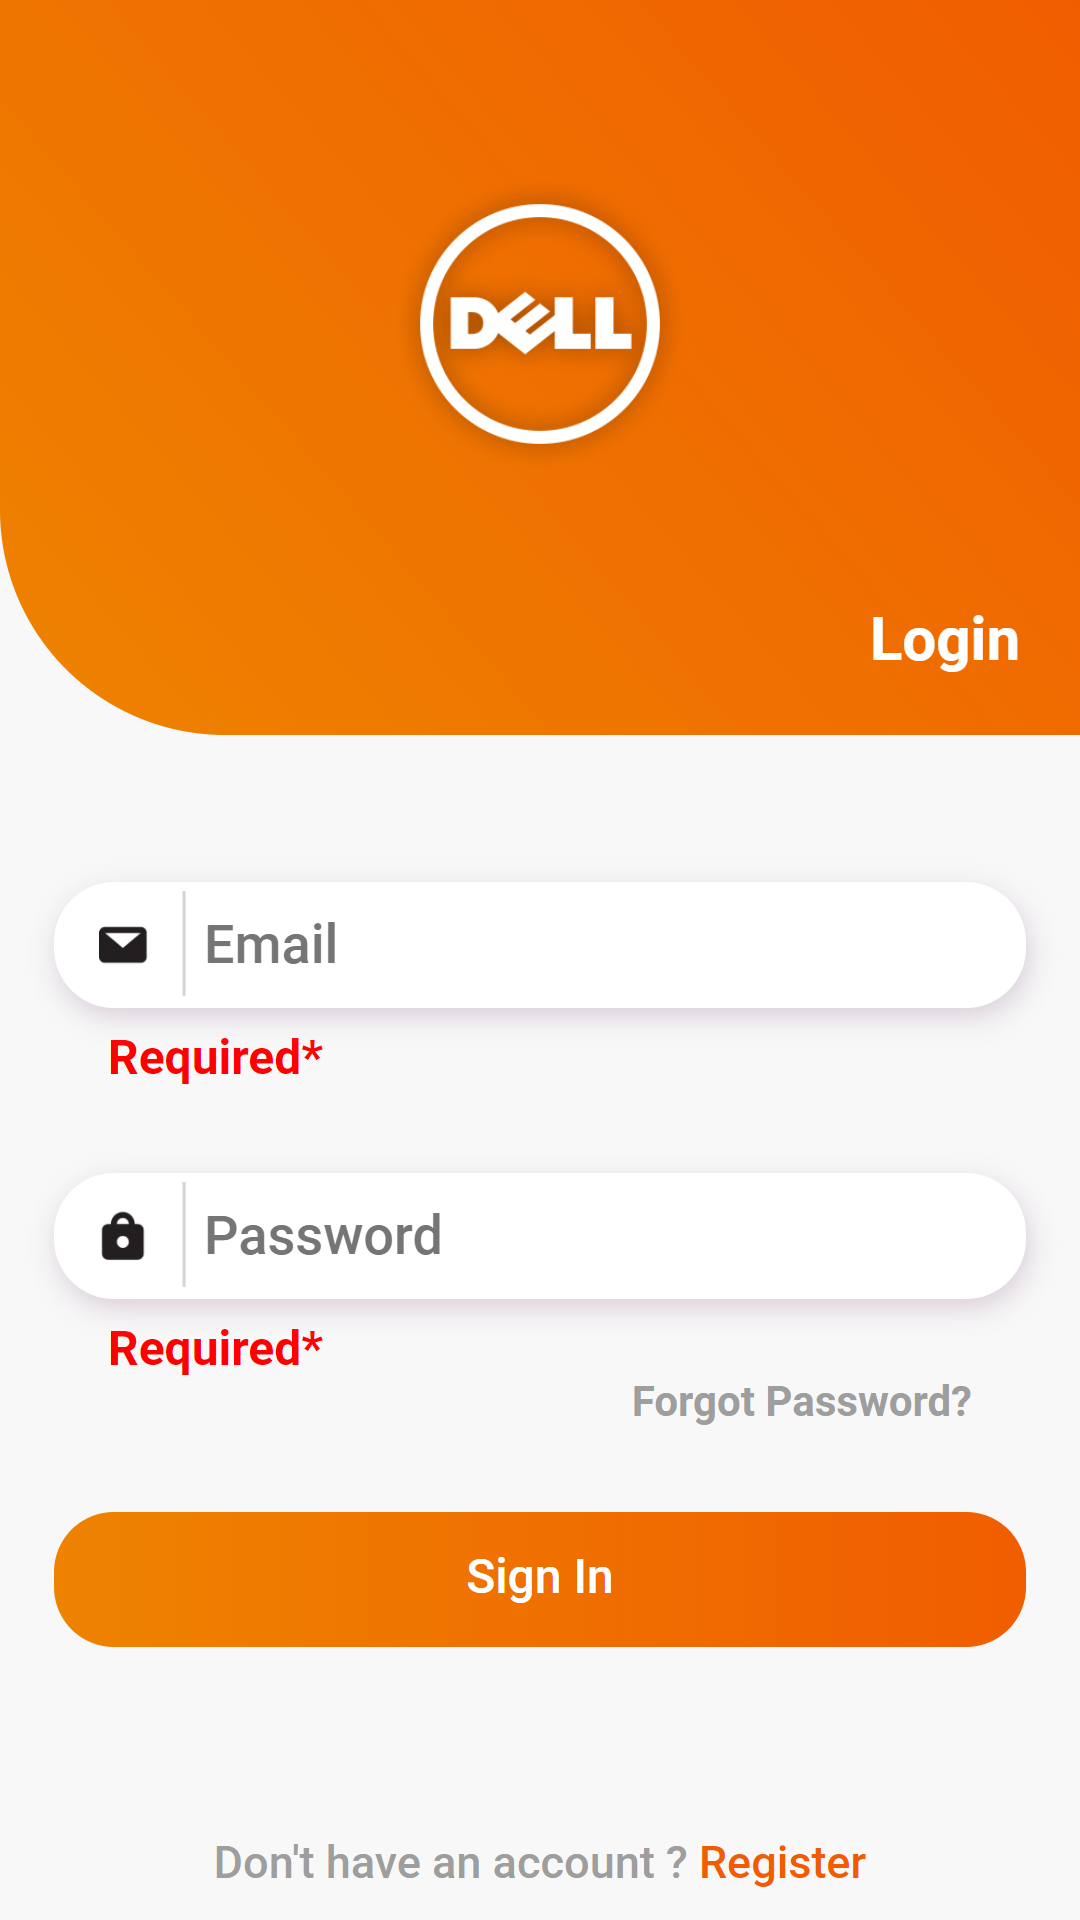 DELL
Login
Email
Required*
Password
Required*
Forgot Password?
Sign In
Don't have an account ? Register